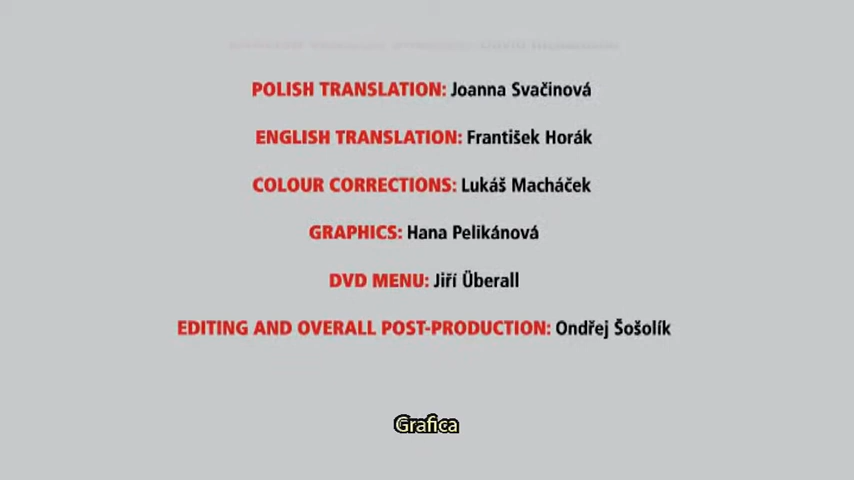 POLISH TRANSLATION: Joanna Svačinová
ENGLISH TRANSLATION: František Horák
COLOUR CORRECTIONS: Lukáš Macháček
GRAPHICS: Hana Pelikánová
DVD MENU: Jiří Überall
EDITING AND OVERALL POST-PRODUCTION: Ondřej Šošolík
Grafica